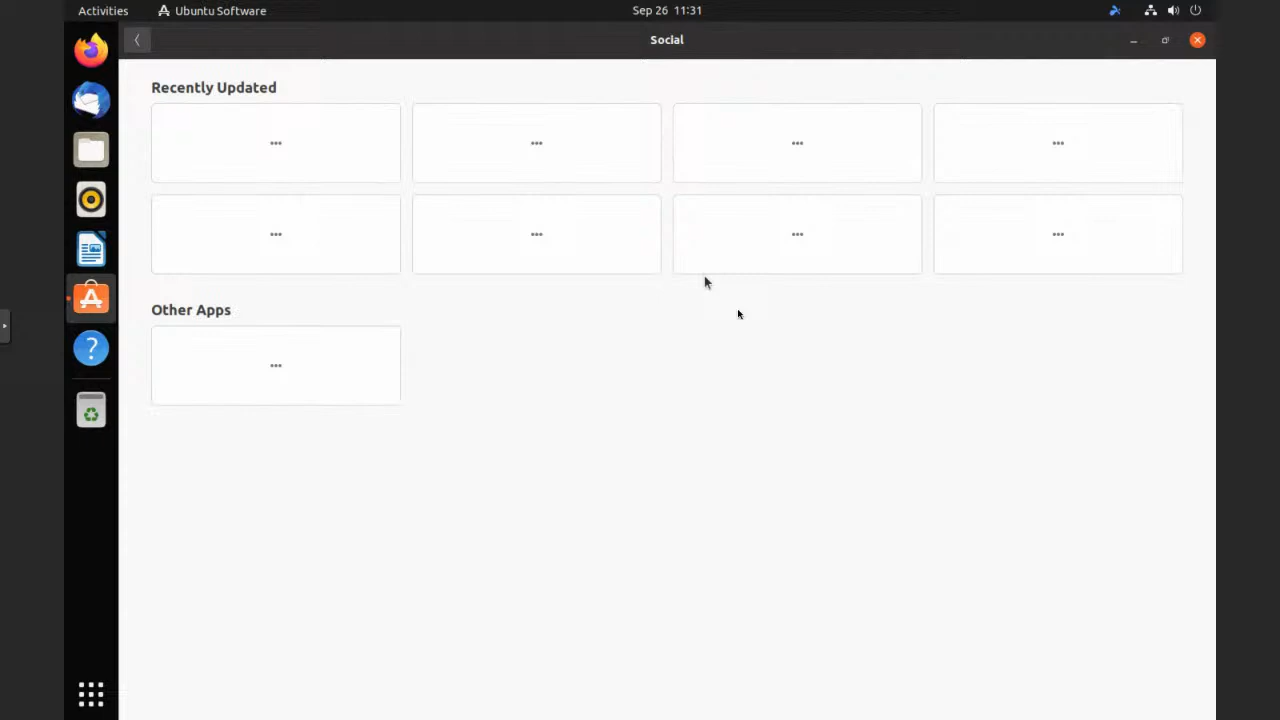 Activities Ubuntu Software Sep 26 11:31
Social
Recently Updated
... ... ... ...
... ... ... ...
Other Apps
...